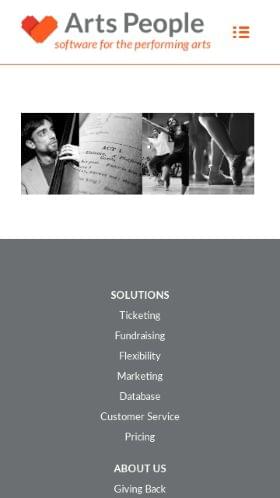 Arts People
software for the performing arts
ACT I
SOLUTIONS
Ticketing
Fundraising
Flexibility
Marketing
Database
Customer Service
Pricing
ABOUT US
Giving Back